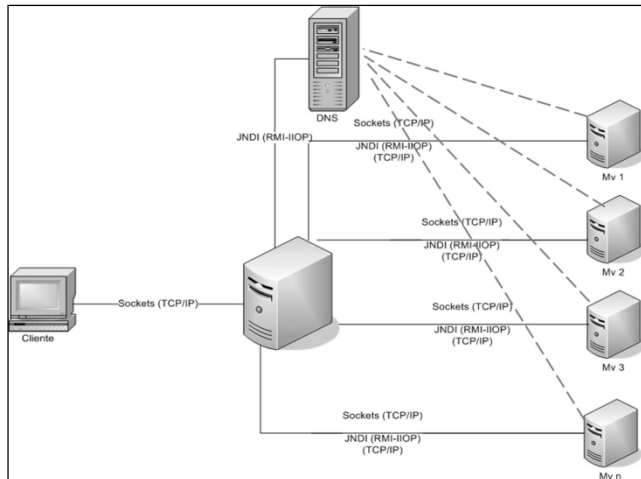 DNS
JNDI (RMI-IIOP)
Sockets (TCP/IP)
JNDI (RMI-IIOP)
(TCP/IP)
Mv 1
Sockets (TCP/IP)
JNDI (RMI-IIOP)
(TCP/IP)
Mv 2
Cliente
Sockets (TCP/IP)
Sockets (TCP/IP)
JNDI (RMI-IIOP)
(TCP/IP)
Mv 3
Sockets (TCP/IP)
JNDI (RMI-IIOP)
(TCP/IP)
Mv n